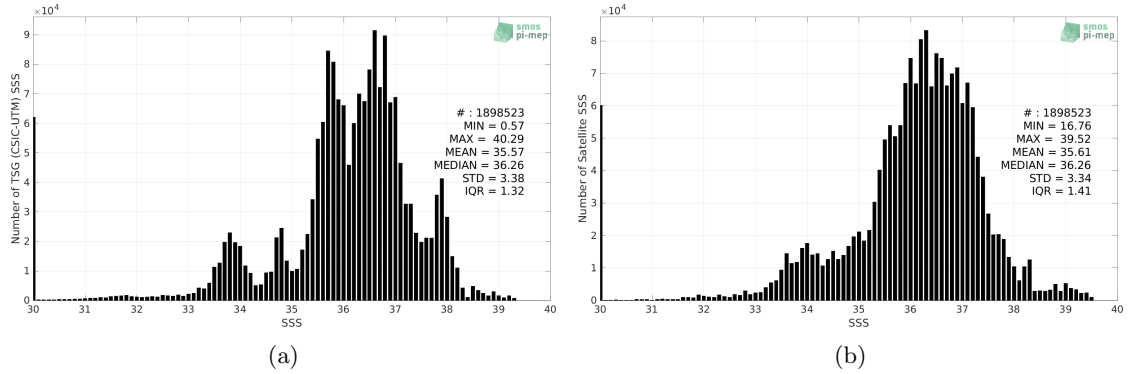 ×10⁴
9
8
7
6
5
4
3
2
1
0
Number of TSG (CSIC-UTM) SSS
smos
pi-mep
# : 1898523
MIN = 0.57
MAX = 40.29
MEAN = 35.57
MEDIAN = 36.26
STD = 3.38
IQR = 1.32
30 31 32 33 34 35 36 37 38 39 40
SSS
(a)
×10⁴
8
7
6
5
4
3
2
1
0
Number of Satellite SSS
smos
pi-mep
# : 1898523
MIN = 16.76
MAX = 39.52
MEAN = 35.61
MEDIAN = 36.26
STD = 3.34
IQR = 1.41
30 31 32 33 34 35 36 37 38 39 40
SSS
(b)